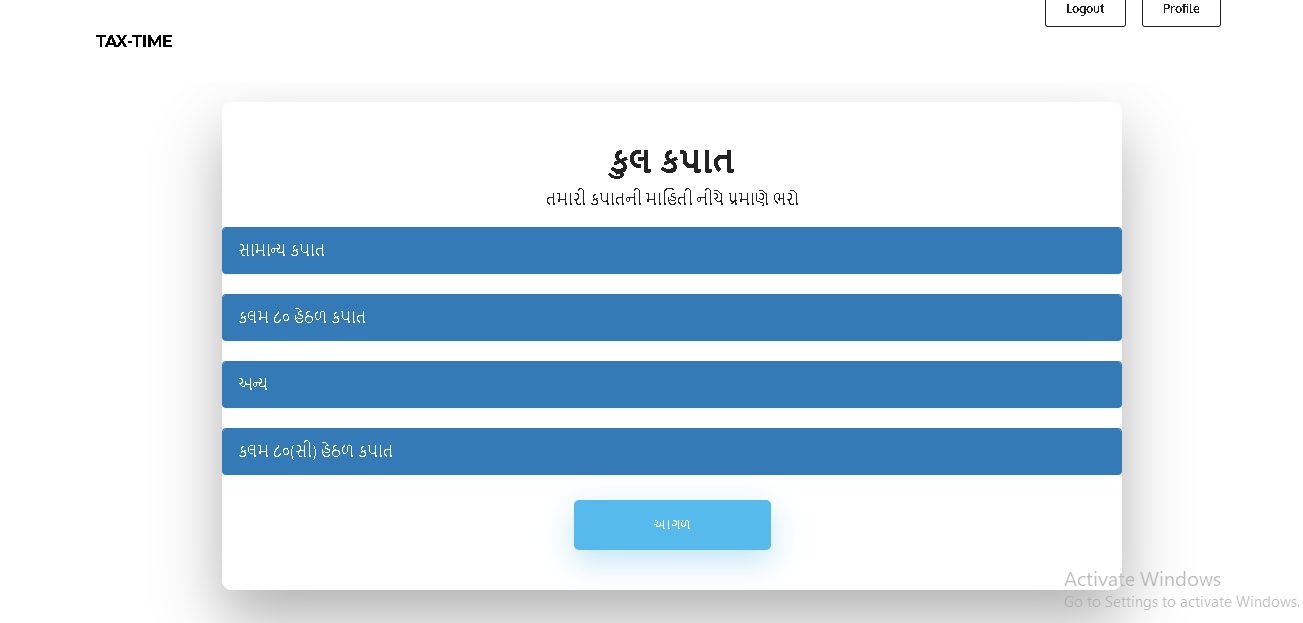 Logout Profile
TAX-TIME
કુલ કપાત
તમારી કપાતની માહિતી નીચે પ્રમાણે ભરો
સામાન્ય કપાત
કલમ ૮૦ હેઠળ કપાત
અન્ય
કલમ ૮૦(સી) હેઠળ કપાત
આગળ
Activate Windows
Go to Settings to activate Windows.